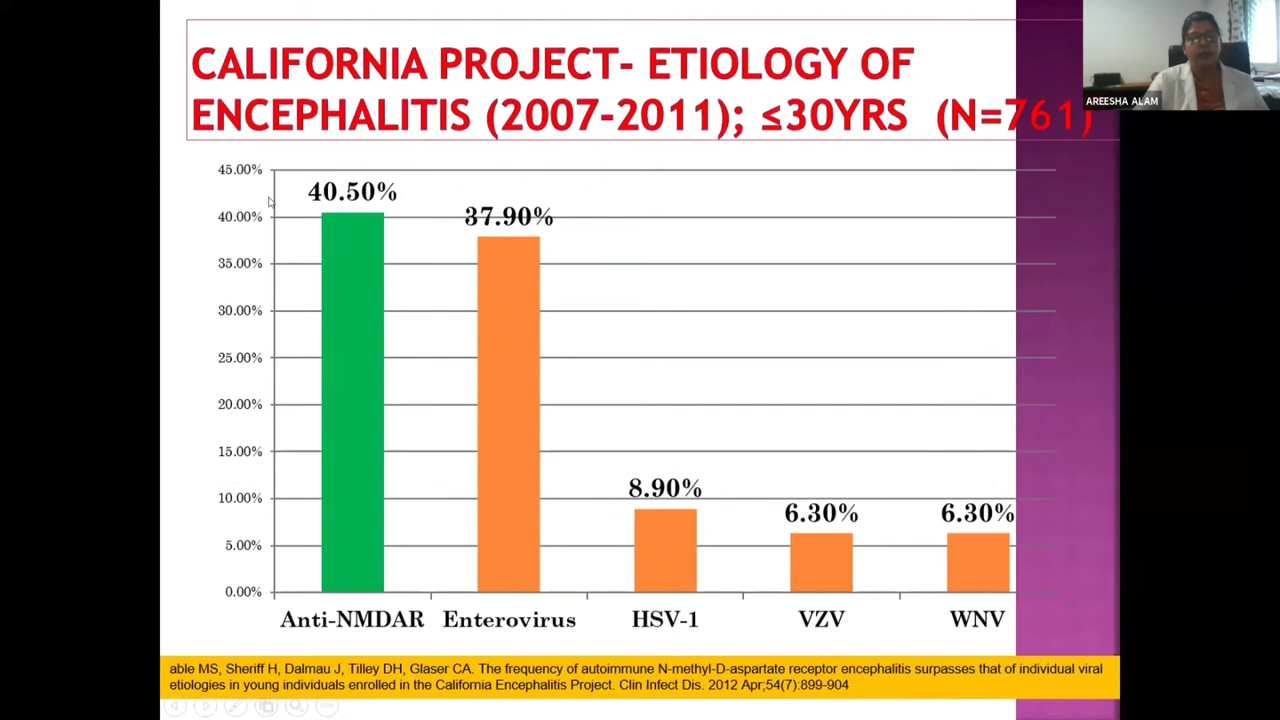 CALIFORNIA PROJECT- ETIOLOGY OF
ENCEPHALITIS (2007-2011); ≤30YRS (N=761)
AREESHA ALAM
45.00%
40.00%
35.00%
30.00%
25.00%
20.00%
15.00%
10.00%
5.00%
0.00%
40.50%
37.90%
8.90%
6.30%
6.30%
Anti-NMDAR Enterovirus HSV-1 VZV WNV
able MS, Sheriff H, Dalmau J, Tilley DH, Glaser CA. The frequency of autoimmune N-methyl-D-aspartate receptor encephalitis surpasses that of individual viral
etiologies in young individuals enrolled in the California Encephalitis Project. Clin Infect Dis. 2012 Apr;54(7):899-904